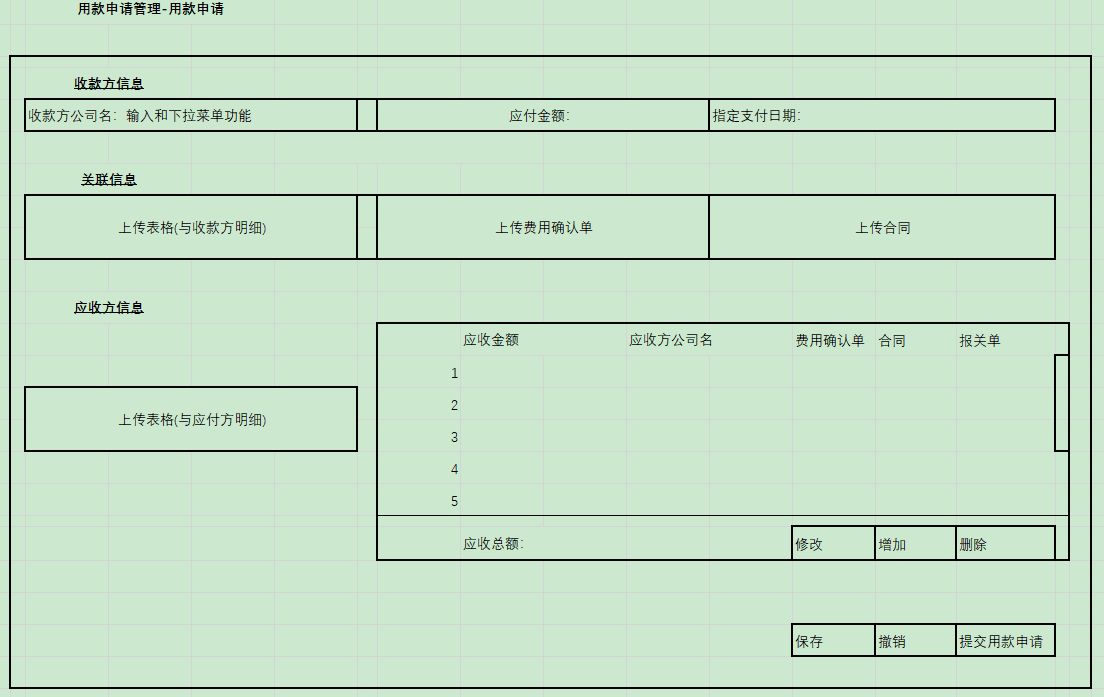 用款申请管理-用款申请
收款方信息
收款方公司名：输入和下拉菜单功能 应付金额： 指定支付日期：
关联信息
上传表格(与收款方明细) 上传费用确认单 上传合同
应收方信息
应收金额 应收方公司名 费用确认单 合同 报关单
1
2
上传表格(与应付方明细)
3
4
5
应收总额： 修改 增加 删除
保存 撤销 提交用款申请